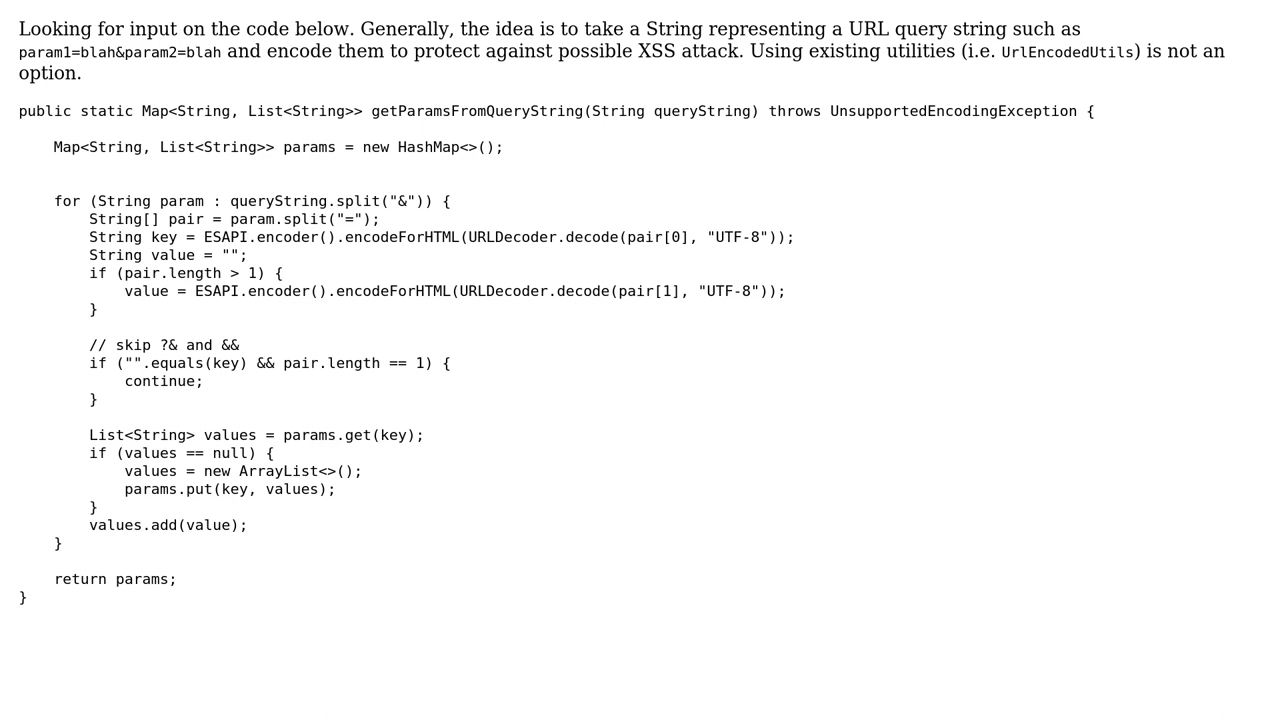 Looking for input on the code below. Generally, the idea is to take a String representing a URL query string such as
param1=blah&param2=blah and encode them to protect against possible XSS attack. Using existing utilities (i.e. UrlEncodedUtils) is not an
option.
public static Map<String, List<String>> getParamsFromQueryString(String queryString) throws UnsupportedEncodingException {
    Map<String, List<String>> params = new HashMap<>();
    for (String param : queryString.split("&")) {
        String[] pair = param.split("=");
        String key = ESAPI.encoder().encodeForHTML(URLDecoder.decode(pair[0], "UTF-8"));
        String value = "";
        if (pair.length > 1) {
            value = ESAPI.encoder().encodeForHTML(URLDecoder.decode(pair[1], "UTF-8"));
        }
        // skip ?& and &&
        if ("".equals(key) && pair.length == 1) {
            continue;
        }
        List<String> values = params.get(key);
        if (values == null) {
            values = new ArrayList<>();
            params.put(key, values);
        }
        values.add(value);
    }
    return params;
}